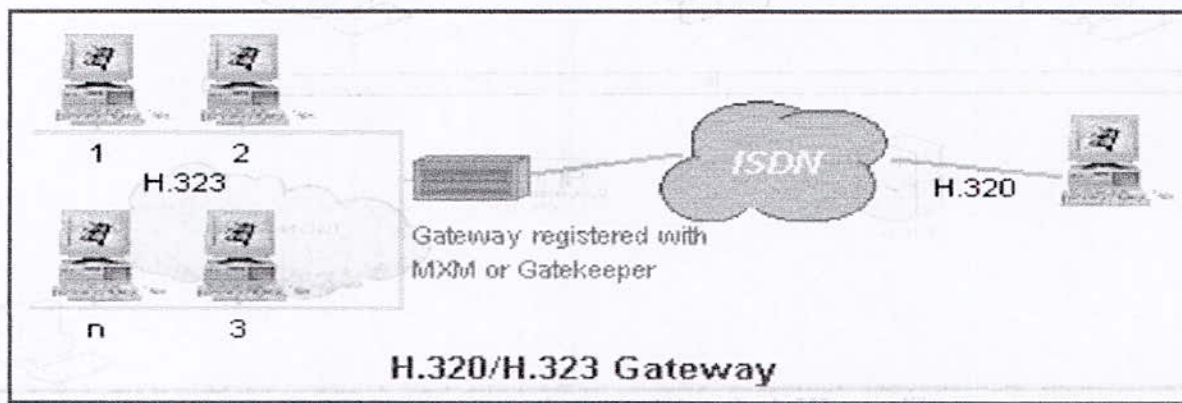 1 2
H.323
ISDN
H.320
Gateway registered with
MXM or Gatekeeper
n 3
H.320/H.323 Gateway